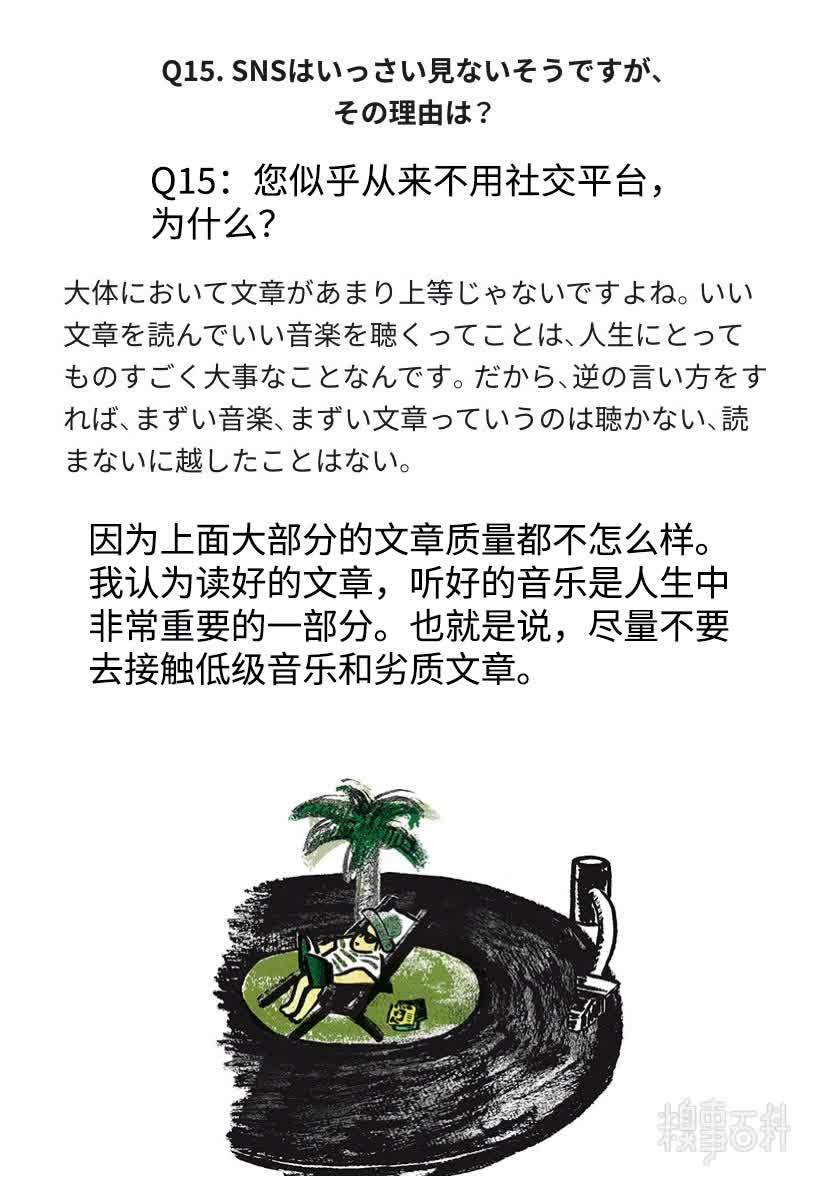 Q15. SNSはいっさい見ないそうですが、
その理由は？
Q15：您似乎从来不用社交平台，
为什么？
大体において文章があまり上等じゃないですよね。いい
文章を読んでいい音楽を聴くってことは、人生にとって
ものすごく大事なことなんです。だから、逆の言い方をす
れば、まずい音楽、まずい文章っていうのは聴かない、読
まないに越したことはない。
因为上面大部分的文章质量都不怎么样。
我认为读好的文章，听好的音乐是人生中
非常重要的一部分。也就是说，尽量不要
去接触低级音乐和劣质文章。
糗事百科